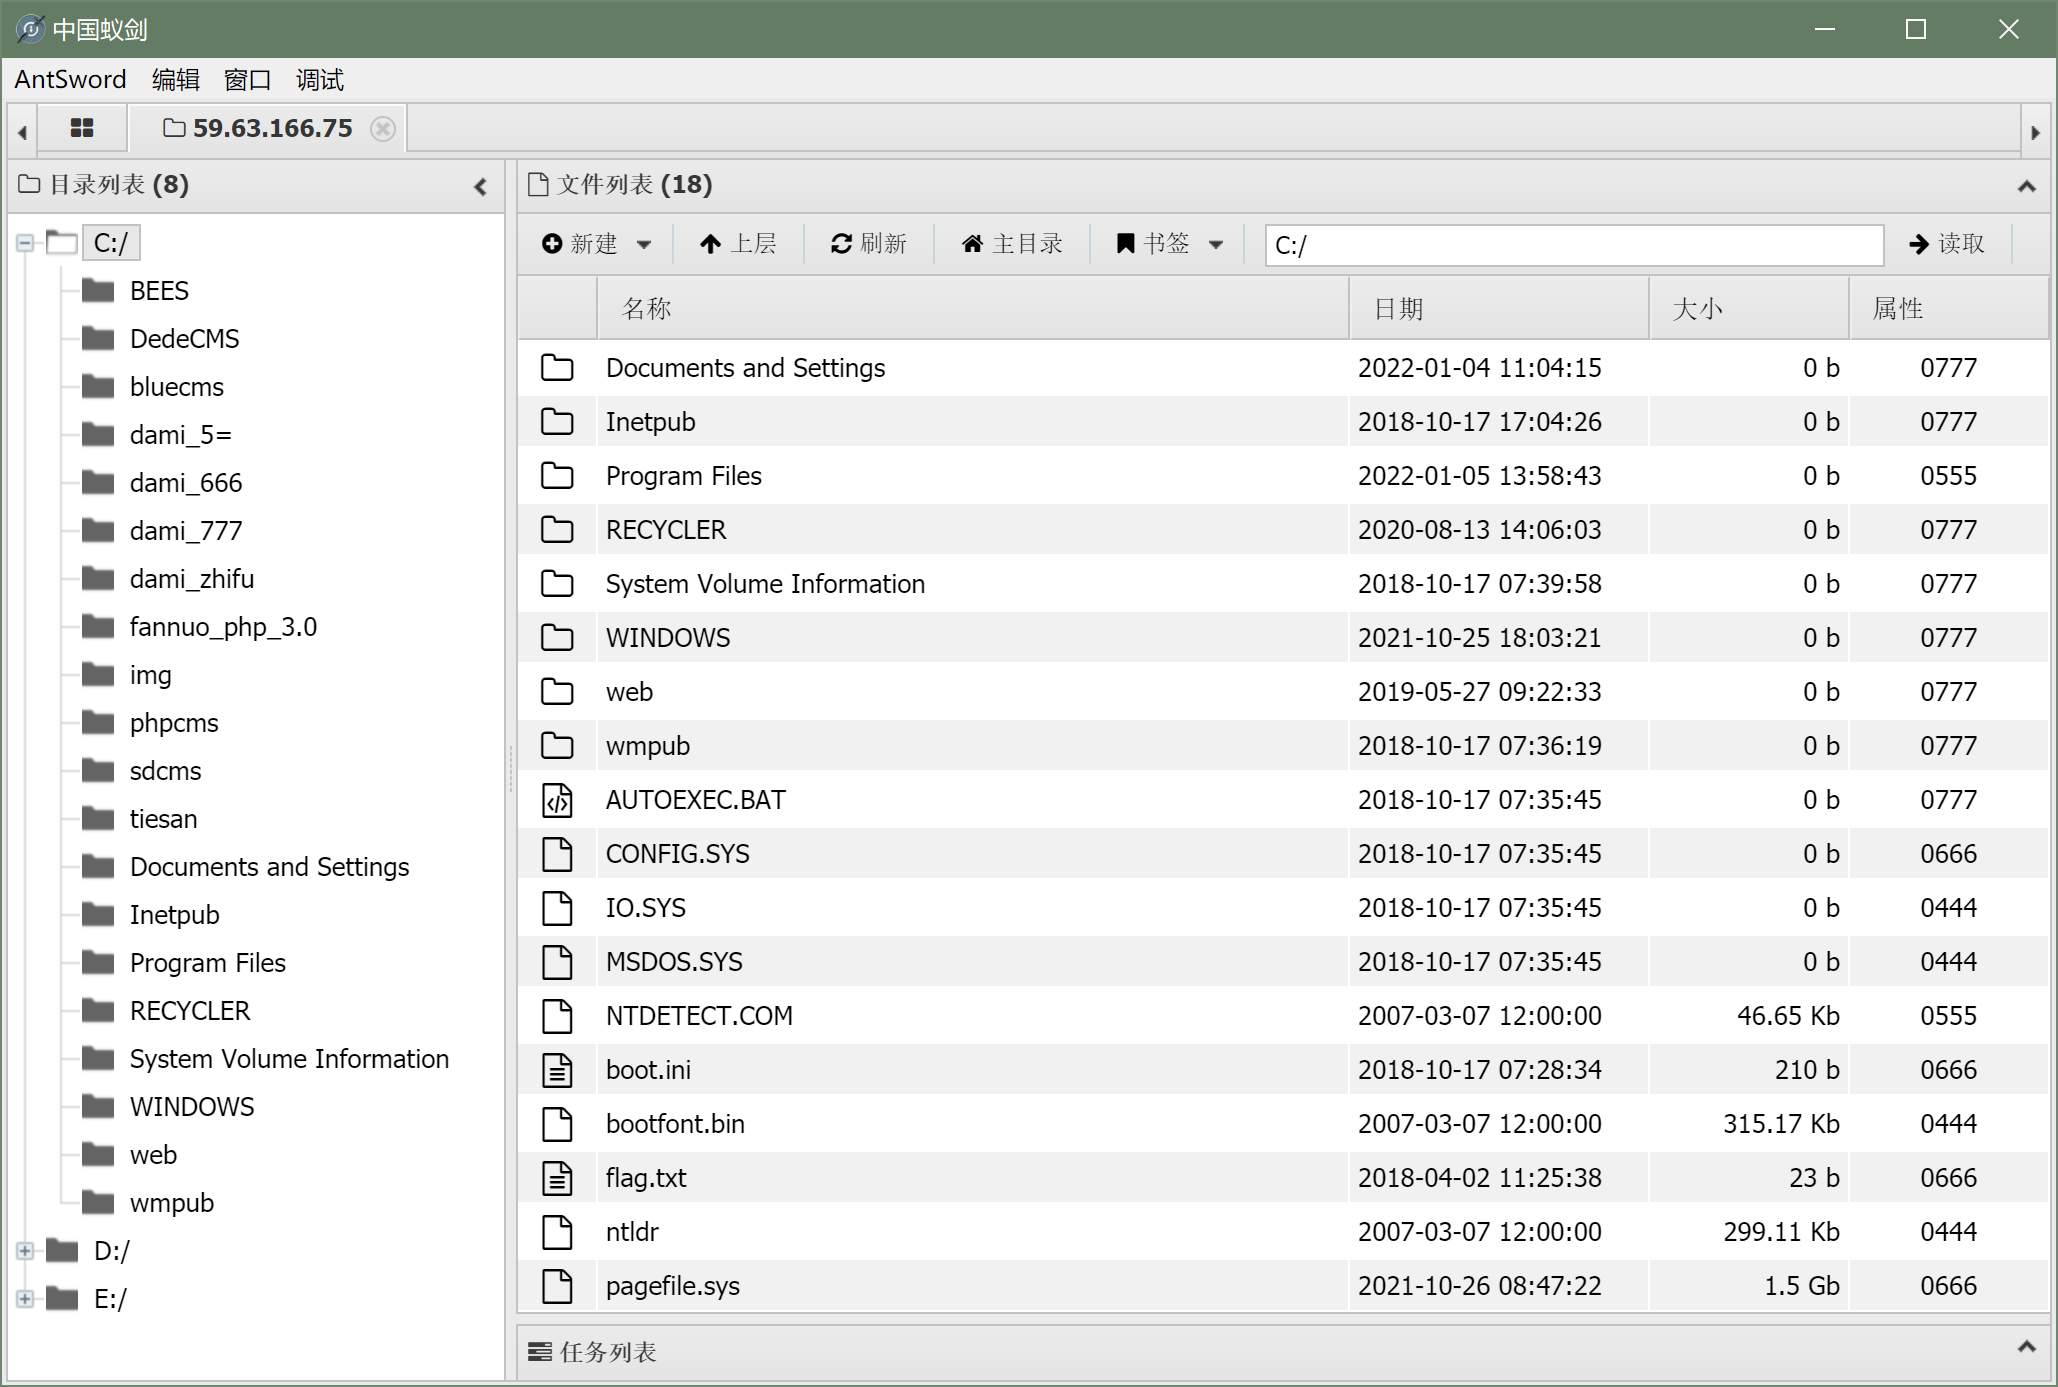 中国蚁剑
AntSword 编辑 窗口 调试
59.63.166.75
目录列表 (8)
C:/
BEES
DedeCMS
bluecms
dami_5=
dami_666
dami_777
dami_zhifu
fannuo_php_3.0
img
phpcms
sdcms
tiesan
Documents and Settings
Inetpub
Program Files
RECYCLER
System Volume Information
WINDOWS
web
wmpub
D:/
E:/
文件列表 (18)
新建 上层 刷新 主目录 书签 C:/ 读取
名称 日期 大小 属性
Documents and Settings 2022-01-04 11:04:15 0 b 0777
Inetpub 2018-10-17 17:04:26 0 b 0777
Program Files 2022-01-05 13:58:43 0 b 0555
RECYCLER 2020-08-13 14:06:03 0 b 0777
System Volume Information 2018-10-17 07:39:58 0 b 0777
WINDOWS 2021-10-25 18:03:21 0 b 0777
web 2019-05-27 09:22:33 0 b 0777
wmpub 2018-10-17 07:36:19 0 b 0777
AUTOEXEC.BAT 2018-10-17 07:35:45 0 b 0777
CONFIG.SYS 2018-10-17 07:35:45 0 b 0666
IO.SYS 2018-10-17 07:35:45 0 b 0444
MSDOS.SYS 2018-10-17 07:35:45 0 b 0444
NTDETECT.COM 2007-03-07 12:00:00 46.65 Kb 0555
boot.ini 2018-10-17 07:28:34 210 b 0666
bootfont.bin 2007-03-07 12:00:00 315.17 Kb 0444
flag.txt 2018-04-02 11:25:38 23 b 0666
ntldr 2007-03-07 12:00:00 299.11 Kb 0444
pagefile.sys 2021-10-26 08:47:22 1.5 Gb 0666
任务列表